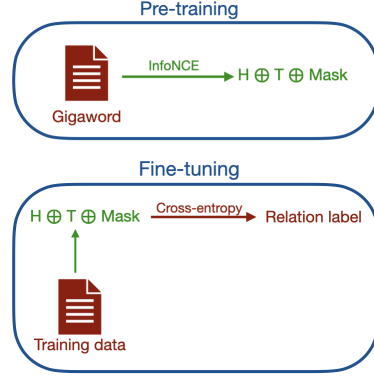 Pre-training
InfoNCE
H ⊕ T ⊕ Mask
Gigaword
Fine-tuning
H ⊕ T ⊕ Mask
Cross-entropy
Relation label
Training data